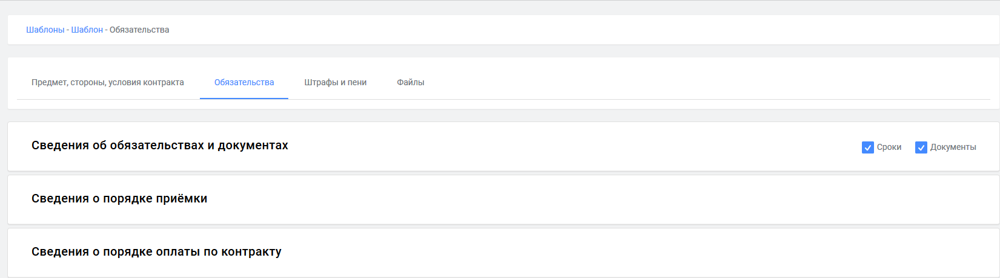 Шаблоны - Шаблон - Обязательства
Предмет, стороны, условия контракта Обязательства Штрафы и пени Файлы
Сведения об обязательствах и документах Сроки Документы
Сведения о порядке приёмки
Сведения о порядке оплаты по контракту